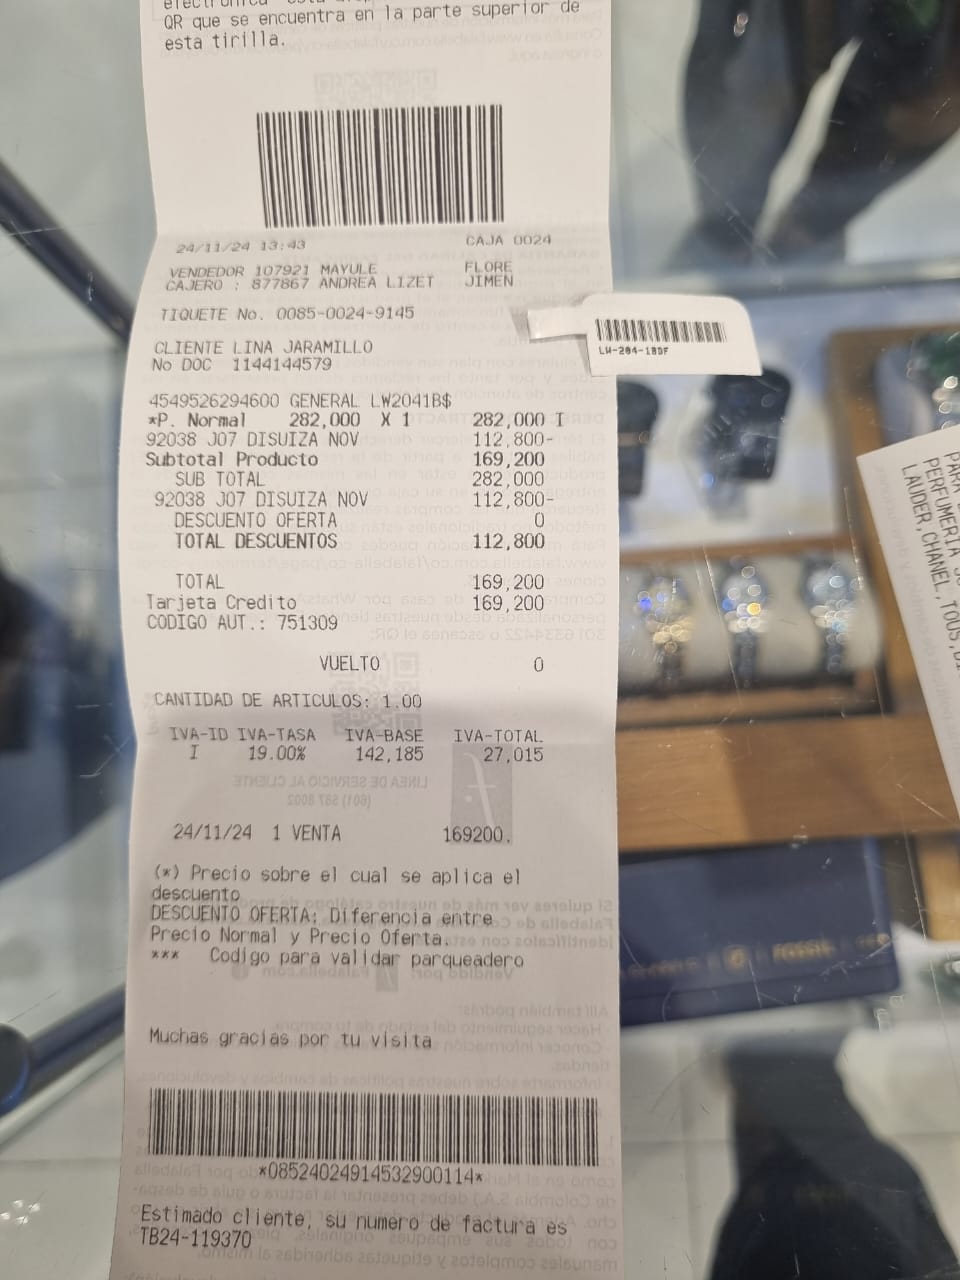 QR que se encuentra en la parte superior de
esta tirilla.
24/11/24 13:43 CAJA 0024
VENDEDOR 107921 MAYULE FLORE
CAJERO : 877867 ANDREA LIZET JIMEN
TIQUETE No. 0085-0024-9145
CLIENTE LINA JARAMILLO
No DOC 1144144579
4549526294600 GENERAL LW2041B$
*P. Normal 282,000 X 1 282,000 I
92038 J07 DISUIZA NOV 112,800-
Subtotal Producto 169,200
SUB TOTAL 282,000
92038 J07 DISUIZA NOV 112,800-
DESCUENTO OFERTA 0
TOTAL DESCUENTOS 112,800
TOTAL 169,200
Tarjeta Credito 169,200
CODIGO AUT.: 751309
VUELTO 0
CANTIDAD DE ARTICULOS: 1.00
IVA-ID IVA-TASA IVA-BASE IVA-TOTAL
I 19.00% 142,185 27,015
24/11/24 1 VENTA 169200.
(*) Precio sobre el cual se aplica el
descuento
DESCUENTO OFERTA: Diferencia entre
Precio Normal y Precio Oferta.
*** Codigo para validar parqueadero
Muchas gracias por tu visita
*08524024914532900114*
Estimado cliente, su numero de factura es
TB24-119370
LW-204-1BDF
PERFUMERIA
LAUDER, CHANEL, TOUS,
FOSSIL